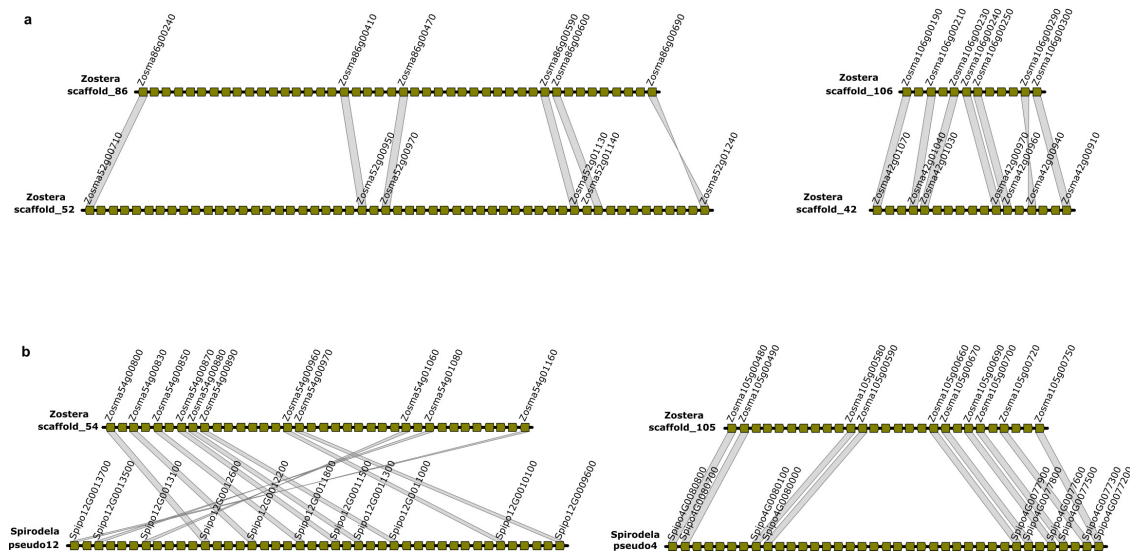 a
Zosma86g00240
Zosma86g00410
Zosma86g00470
Zosma86g00590
Zosma86g00600
Zosma86g00690
Zostera
scaffold_86
Zosma52g00710
Zosma52g00950
Zosma52g00970
Zosma52g01130
Zosma52g01140
Zosma52g01240
Zostera
scaffold_52
Zosma106g00190
Zosma106g00210
Zosma106g00230
Zosma106g00240
Zosma106g00250
Zosma106g00290
Zosma106g00300
Zostera
scaffold_106
Zosma42g01070
Zosma42g01040
Zosma42g01030
Zosma42g00970
Zosma42g00960
Zosma42g00940
Zosma42g00910
Zostera
scaffold_42
b
Zosma54g00800
Zosma54g00830
Zosma54g00850
Zosma54g00870
Zosma54g00880
Zosma54g00890
Zosma54g00960
Zosma54g00970
Zosma54g01060
Zosma54g01080
Zosma54g01160
Zostera
scaffold_54
Spipo12G0013700
Spipo12G0013500
Spipo12G0013100
Spipo12G0012600
Spipo12G0012200
Spipo12G0011800
Spipo12G0011500
Spipo12G0011300
Spipo12G0011000
Spipo12G0010100
Spipo12G0009600
Spirodela
pseudo12
Zosma105g00480
Zosma105g00490
Zosma105g00580
Zosma105g00590
Zosma105g00660
Zosma105g00670
Zosma105g00690
Zosma105g00700
Zosma105g00720
Zosma105g00750
Zostera
scaffold_105
Spipo4G0080800
Spipo4G0080700
Spipo4G0080100
Spipo4G0080000
Spipo4G0077900
Spipo4G0077800
Spipo4G0077600
Spipo4G0077500
Spipo4G0077300
Spipo4G0077200
Spirodela
pseudo4